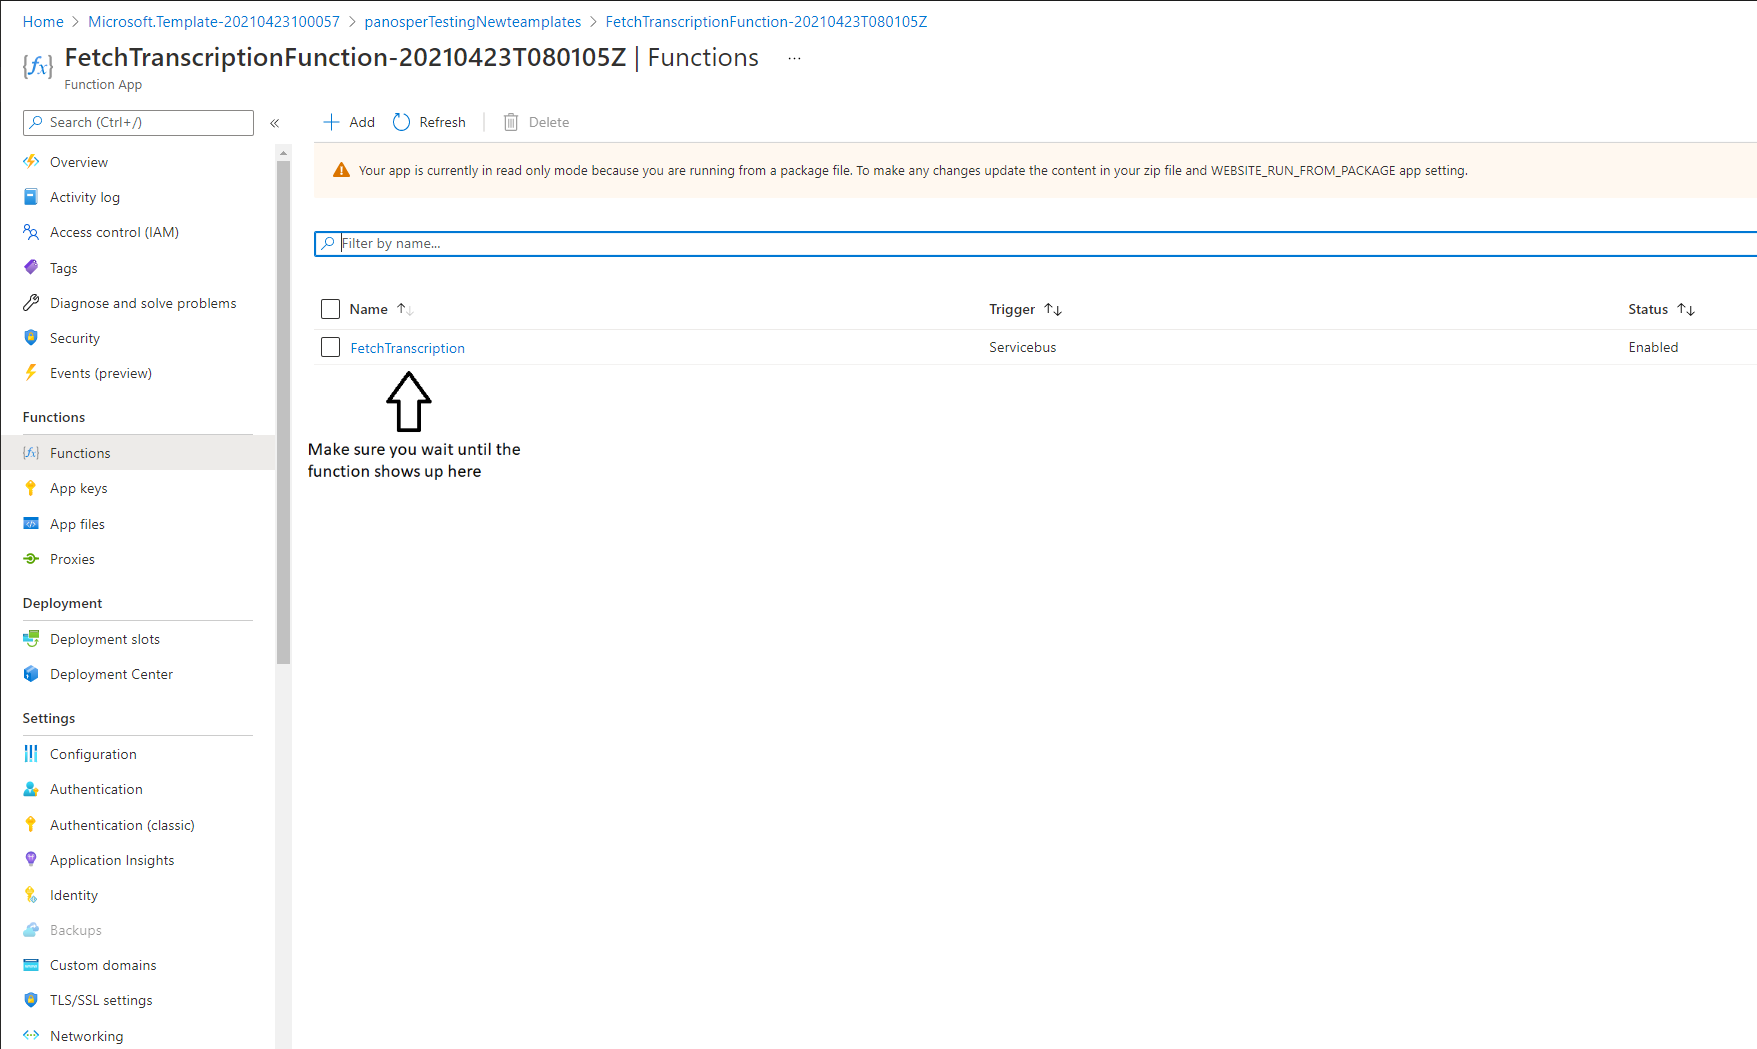 Home > Microsoft.Template-20210423100057 > panosperTestingNewteamplates > FetchTranscriptionFunction-20210423T080105Z
FetchTranscriptionFunction-20210423T080105Z | Functions ...
Function App
Search (Ctrl+/)
«
Add
Refresh
Delete
Overview
Activity log
Access control (IAM)
Tags
Diagnose and solve problems
Security
Events (preview)
Functions
Functions
App keys
App files
Proxies
Deployment
Deployment slots
Deployment Center
Settings
Configuration
Authentication
Authentication (classic)
Application Insights
Identity
Backups
Custom domains
TLS/SSL settings
Networking
Your app is currently in read only mode because you are running from a package file. To make any changes update the content in your zip file and WEBSITE_RUN_FROM_PACKAGE app setting.
Filter by name...
Name ↑↓ Trigger ↑↓ Status ↑↓
FetchTranscription Servicebus Enabled
Make sure you wait until the
function shows up here